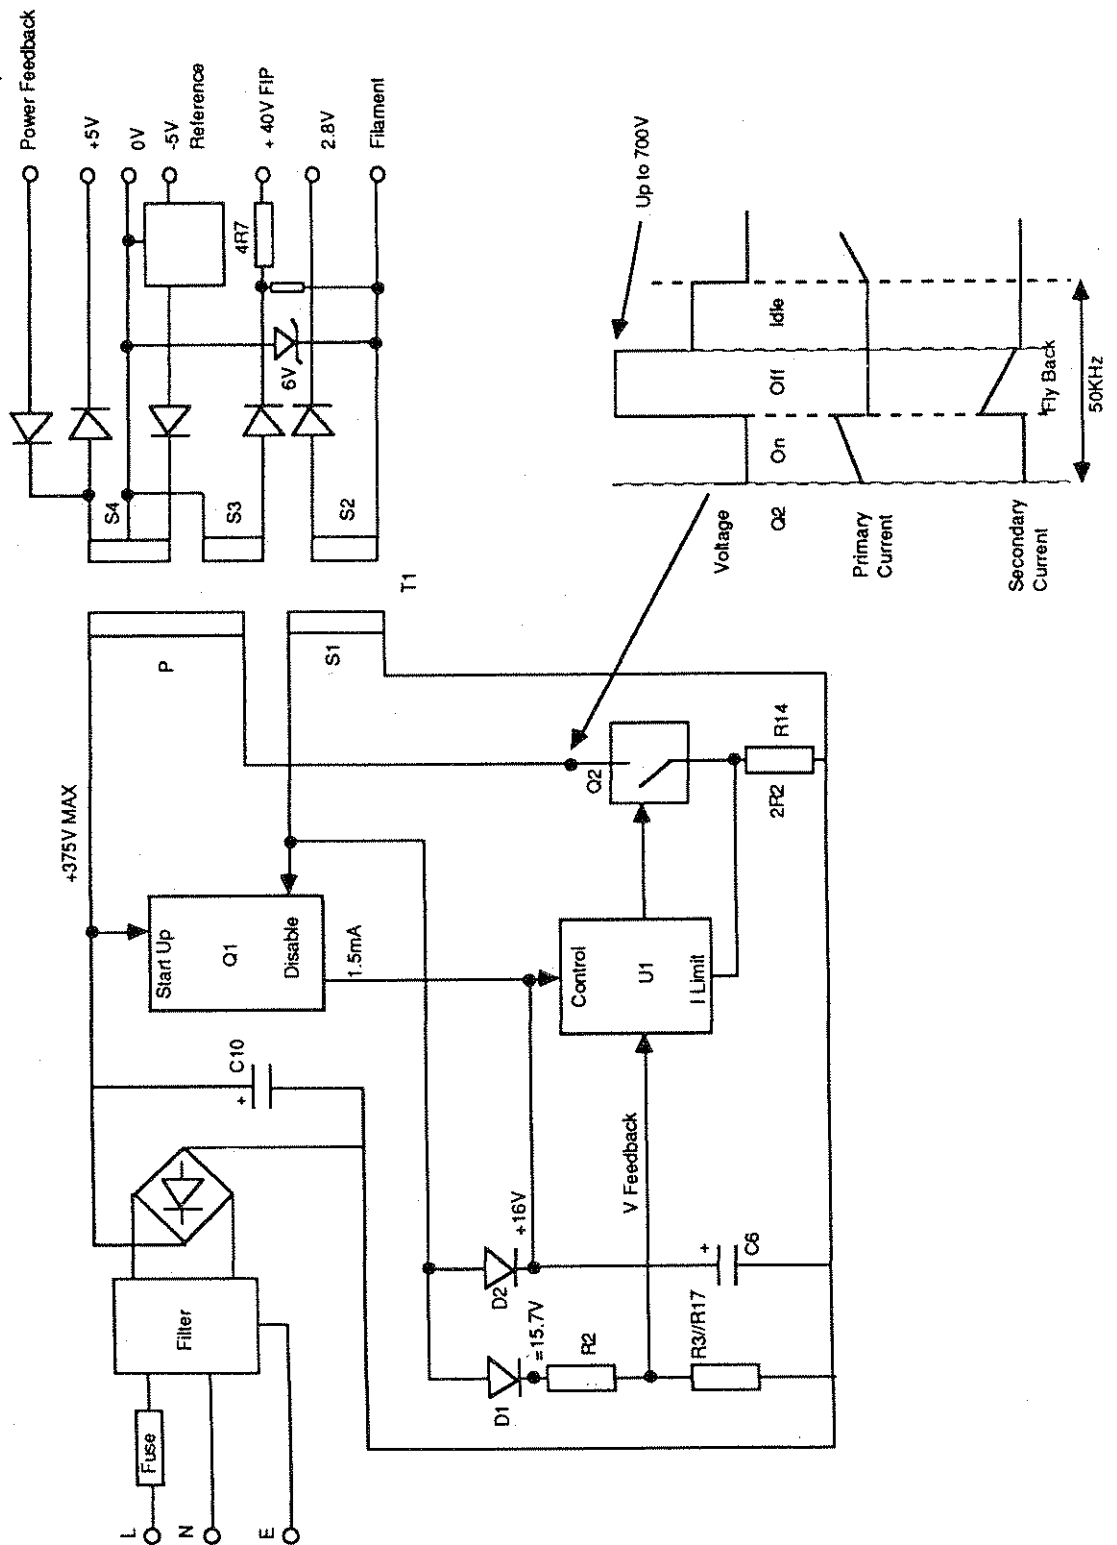 L
N
E
Fuse
Filter
+375V MAX
C10
+
Start Up
Q1
Disable
1.5mA
P
S1
T1
S4
S3
S2
6V
4R7
Power Feedback
+5V
0V
-5V
Reference
+ 40V FIP
2.8V
Filament
D1
D2
=15.7V
+16V
R2
R3//R17
+
C6
V Feedback
Control
U1
I Limit
Q2
2R2
R14
Up to 700V
Voltage
Q2
On
Off
Idle
Primary
Current
Secondary
Current
Fly Back
50KHz